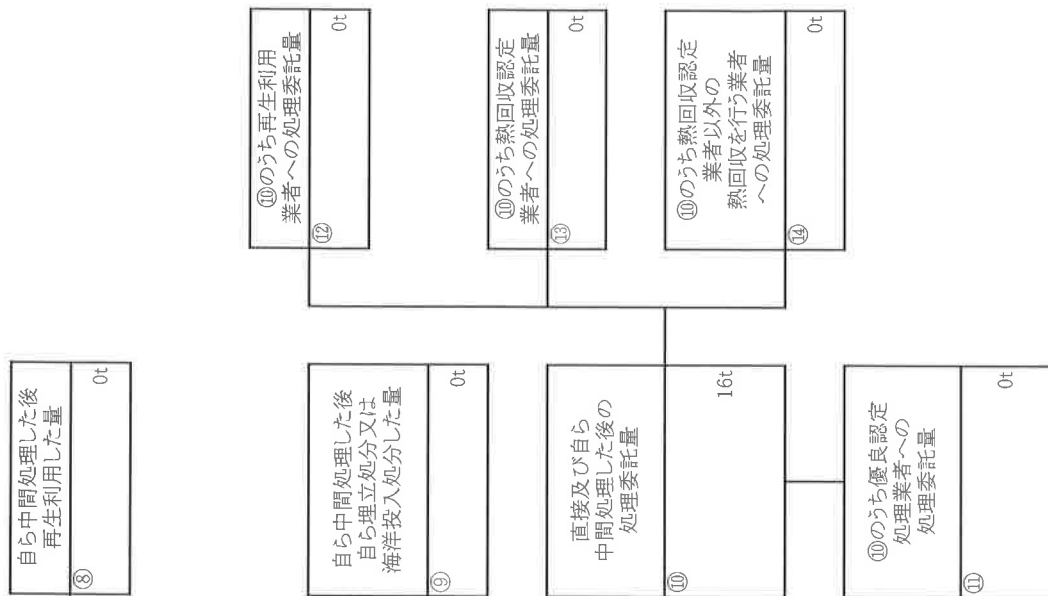 自ら中間処理した後
再生利用した量
⑧
0t
自ら中間処理した後
自ら埋立処分又は
海洋投入処分した量
⑨
0t
直接及び自ら
中間処理した後の
処理委託量
⑩
16t
⑩のうち優良認定
処理業者への
処理委託量
⑪
0t
⑩のうち再生利用
業者への処理委託量
⑫
0t
⑩のうち熱回収認定
業者への処理委託量
⑬
0t
⑩のうち熱回収認定
業者以外の
熱回収を行う業者
への処理委託量
⑭
0t